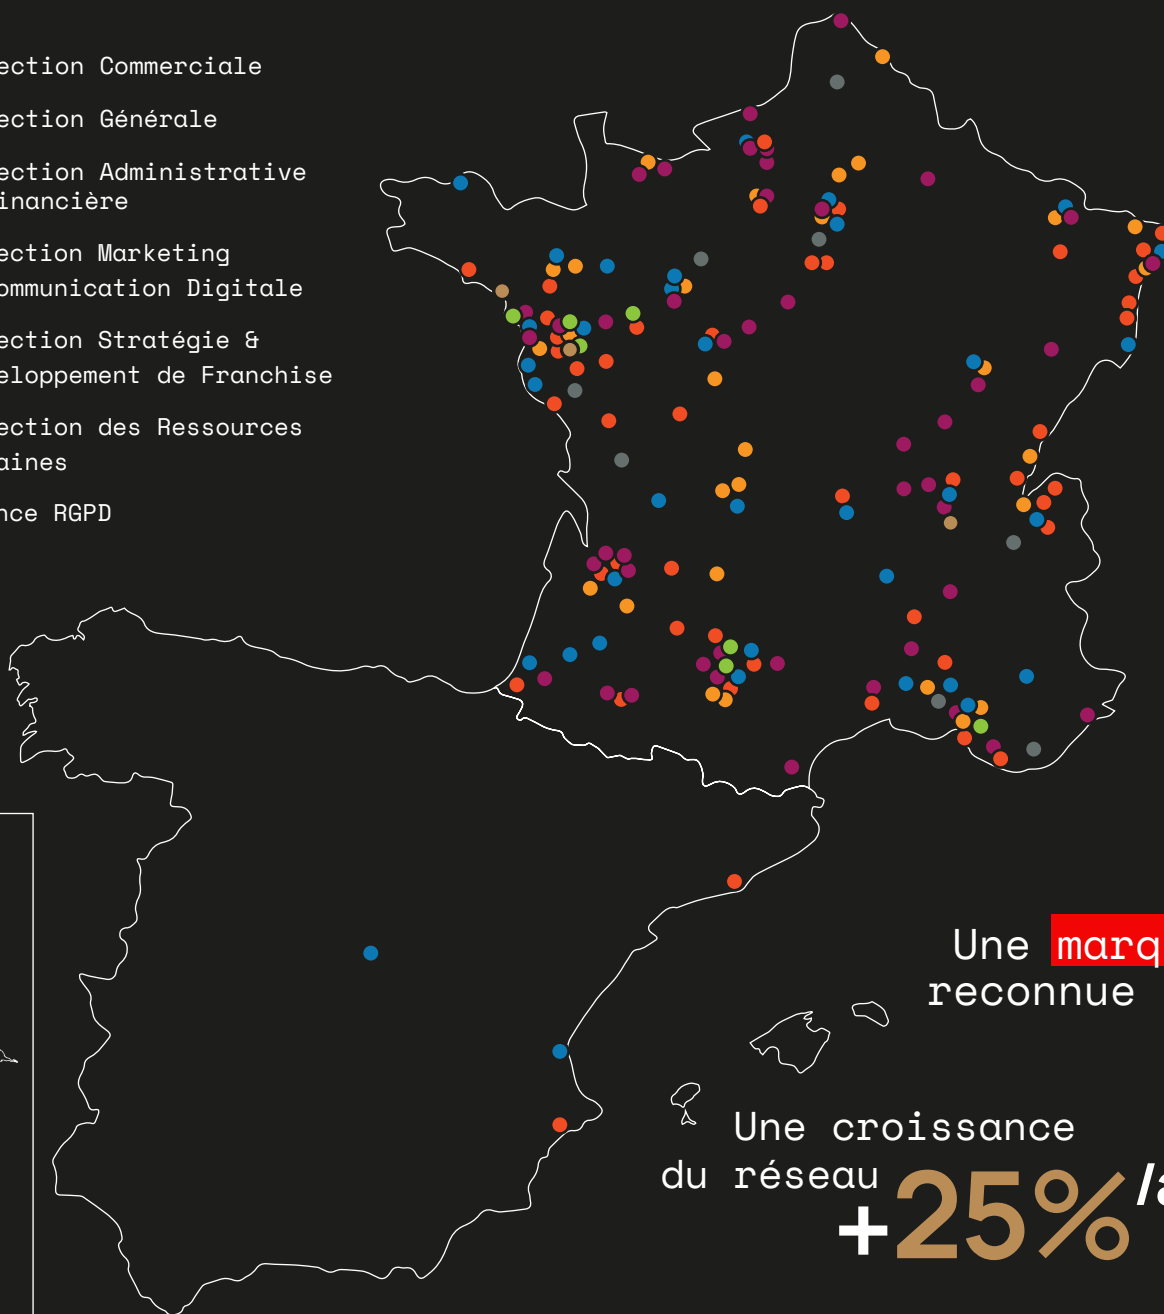 ection Commerciale
ection Générale
ection Administrative
inancière
ection Marketing
ommunication Digitale
ection Stratégie &
eloppement de Franchise
ection des Ressources
aines
nce RGPD
Une marq
reconnue
Une croissance
du réseau
+25%/a